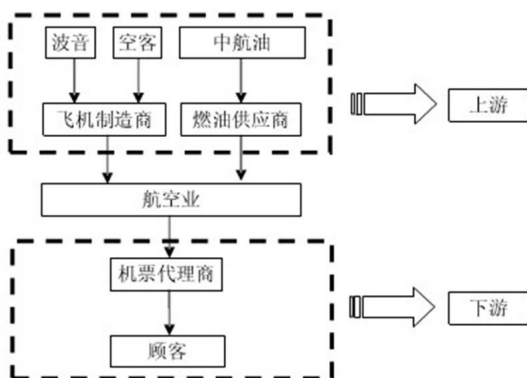 波音
空客
中航油
飞机制造商
燃油供应商
上游
航空业
机票代理商
下游
顾客